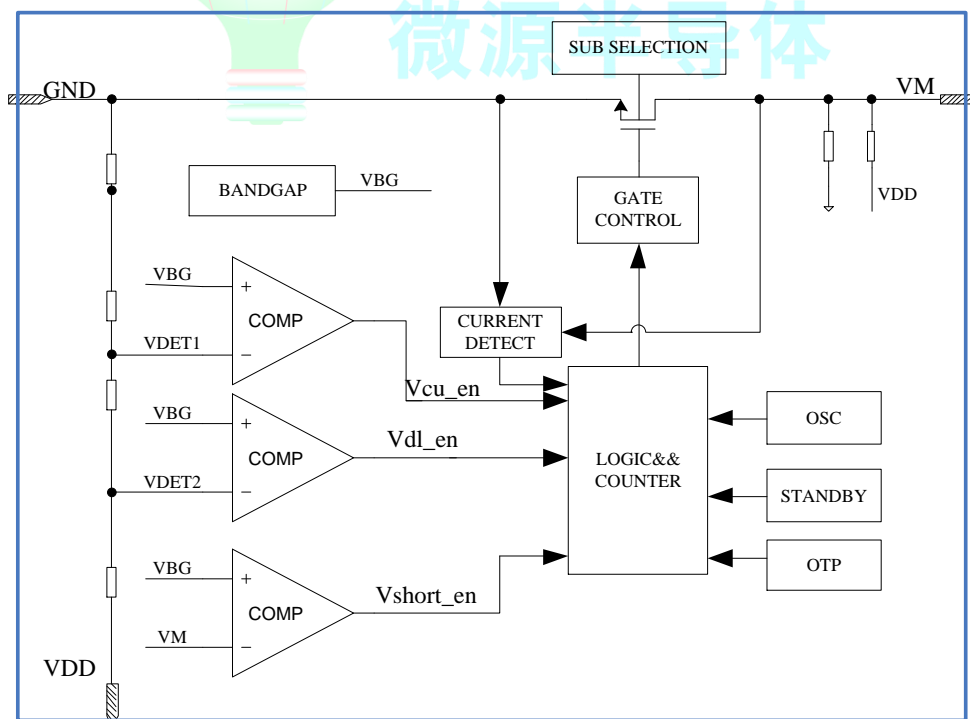 微源半导体
SUB SELECTION
GND
VM
BANDGAP
VBG
GATE
CONTROL
VDD
VBG
+
COMP
VDET1
−
CURRENT
DETECT
Vcu_en
VBG
+
COMP
Vdl_en
VDET2
−
LOGIC&&
COUNTER
OSC
STANDBY
OTP
VBG
+
COMP
Vshort_en
VM
−
VDD